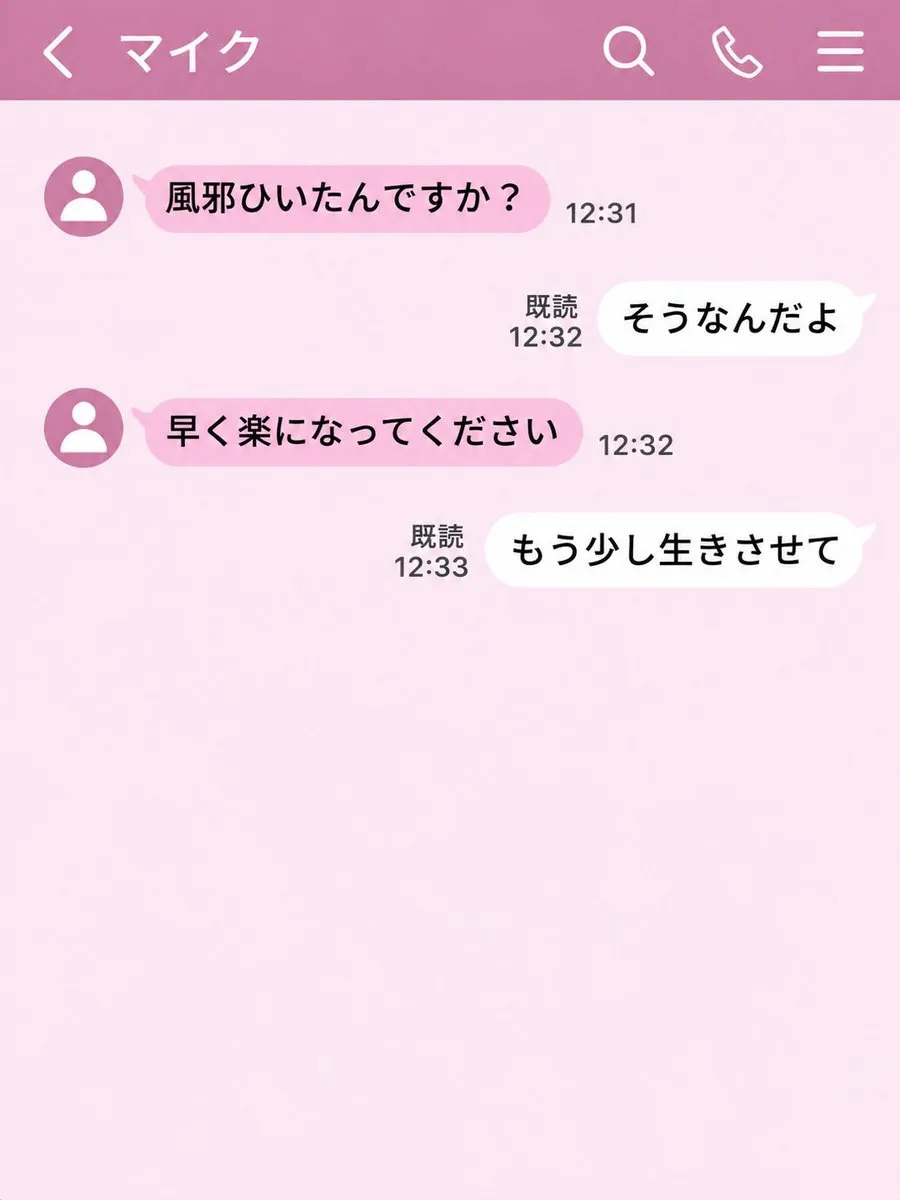 マイク
風邪ひいたんですか？
12:31
既読
12:32
そうなんだよ
早く楽になってください
12:32
既読
12:33
もう少し生きさせて